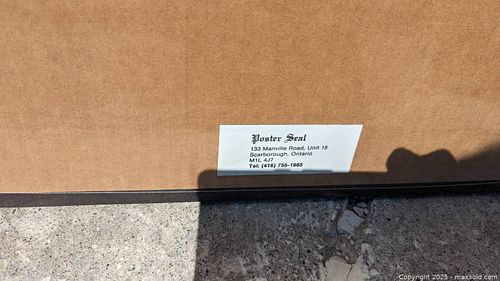 Poster Seal
133 Manville Road, Unit 18
Scarborough, Ontario
M1L 4J7
Tel: (416) 755-1985
Copyright 2025 - maxsold.com